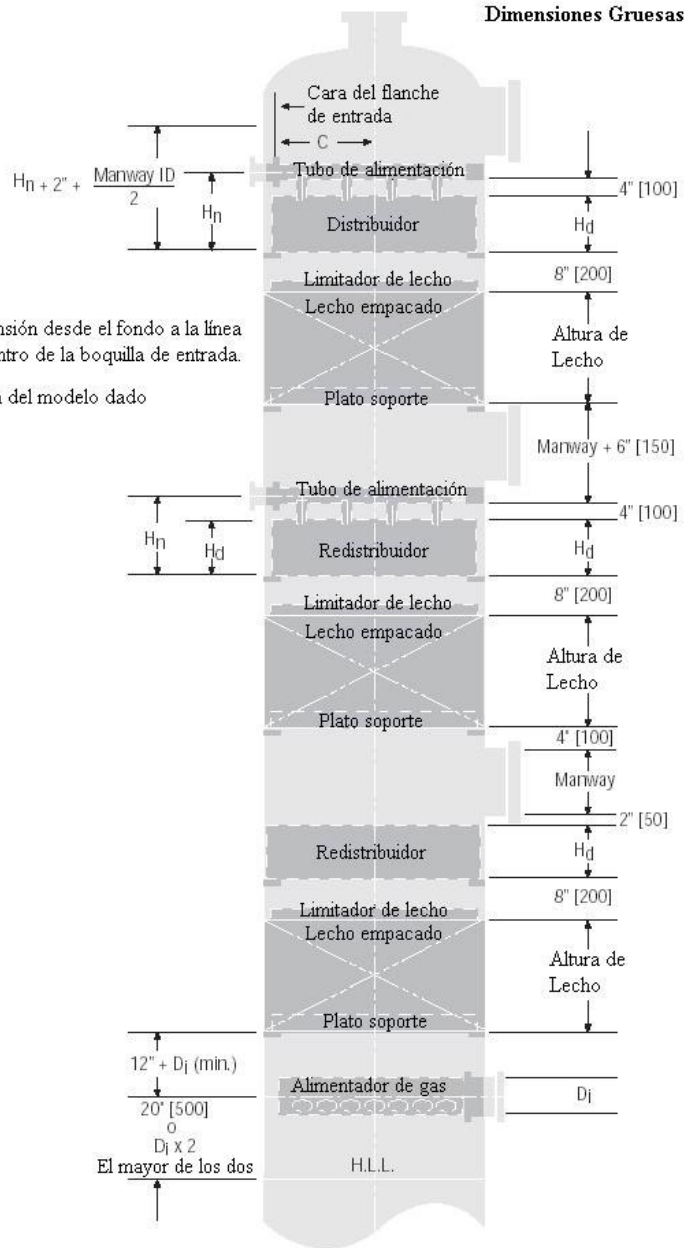 Dimensiones Gruesas
Cara del flanche
de entrada
C
Tubo de alimentación
Hn + 2" + Manway ID
2
Hn
4" [100]
Distribuidor
Hd
Limitador de lecho
8" [200]
Lecho empacado
nsión desde el fondo a la línea
ntro de la boquilla de entrada.
Altura de
Lecho
del modelo dado
Plato soporte
Manway + 6" [150]
Tubo de alimentación
4" [100]
Hn
Hd
Redistribuidor
Hd
Limitador de lecho
8" [200]
Lecho empacado
Altura de
Lecho
Plato soporte
4" [100]
Manway
2" [50]
Redistribuidor
Hd
Limitador de lecho
8" [200]
Lecho empacado
Altura de
Lecho
Plato soporte
12" + Di (min.)
Alimentador de gas
Di
20" [500]
o
Di x 2
El mayor de los dos
H.L.L.